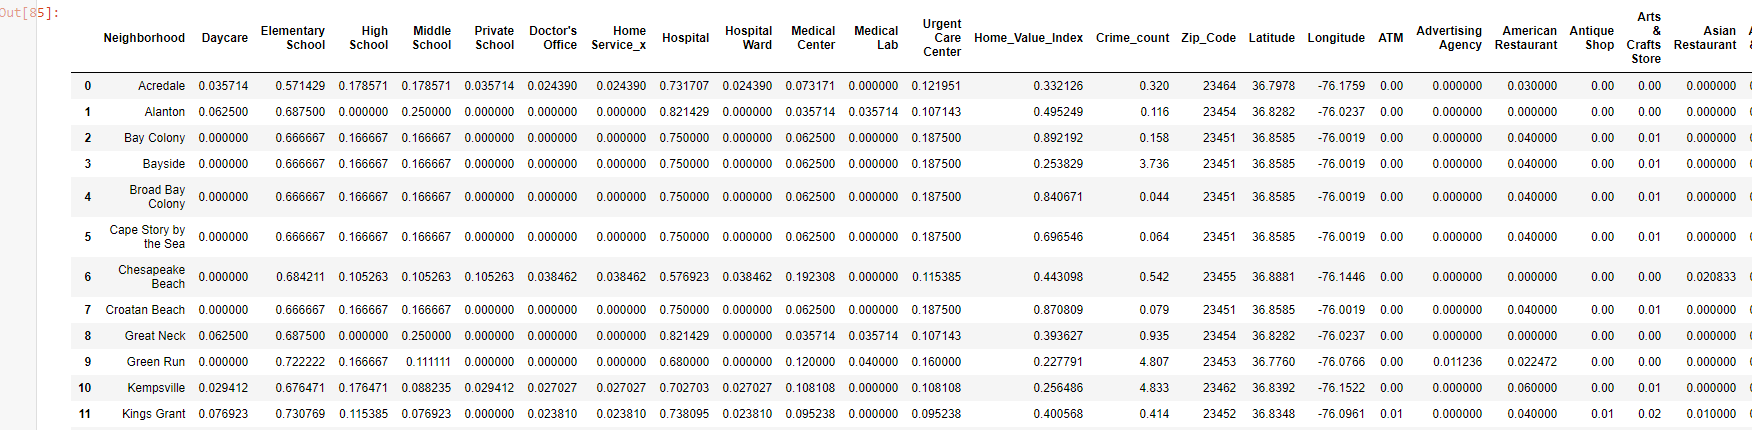 Out[85]:
Neighborhood Daycare Elementary School High School Middle School Private School Doctor's Office Home Service_x Hospital Hospital Ward Medical Center Medical Lab Urgent Care Center Home_Value_Index Crime_count Zip_Code Latitude Longitude ATM Advertising Agency American Restaurant Antique Shop Arts & Crafts Store Asian Restaurant
0 Acredale 0.035714 0.571429 0.178571 0.178571 0.035714 0.024390 0.024390 0.731707 0.024390 0.073171 0.000000 0.121951 0.332126 0.320 23464 36.7978 -76.1759 0.00 0.000000 0.030000 0.00 0.00 0.000000
1 Alanton 0.062500 0.687500 0.000000 0.250000 0.000000 0.000000 0.000000 0.821429 0.000000 0.035714 0.035714 0.107143 0.495249 0.116 23454 36.8282 -76.0237 0.00 0.000000 0.000000 0.00 0.00 0.000000
2 Bay Colony 0.000000 0.666667 0.166667 0.166667 0.000000 0.000000 0.000000 0.750000 0.000000 0.062500 0.000000 0.187500 0.892192 0.158 23451 36.8585 -76.0019 0.00 0.000000 0.040000 0.00 0.01 0.000000
3 Bayside 0.000000 0.666667 0.166667 0.166667 0.000000 0.000000 0.000000 0.750000 0.000000 0.062500 0.000000 0.187500 0.253829 3.736 23451 36.8585 -76.0019 0.00 0.000000 0.040000 0.00 0.01 0.000000
4 Broad Bay Colony 0.000000 0.666667 0.166667 0.166667 0.000000 0.000000 0.000000 0.750000 0.000000 0.062500 0.000000 0.187500 0.840671 0.044 23451 36.8585 -76.0019 0.00 0.000000 0.040000 0.00 0.01 0.000000
5 Cape Story by the Sea 0.000000 0.666667 0.166667 0.166667 0.000000 0.000000 0.000000 0.750000 0.000000 0.062500 0.000000 0.187500 0.696546 0.064 23451 36.8585 -76.0019 0.00 0.000000 0.040000 0.00 0.01 0.000000
6 Chesapeake Beach 0.000000 0.684211 0.105263 0.105263 0.105263 0.038462 0.038462 0.576923 0.038462 0.192308 0.000000 0.115385 0.443098 0.542 23455 36.8881 -76.1446 0.00 0.000000 0.000000 0.00 0.00 0.020833
7 Croatan Beach 0.000000 0.666667 0.166667 0.166667 0.000000 0.000000 0.000000 0.750000 0.000000 0.062500 0.000000 0.187500 0.870809 0.079 23451 36.8585 -76.0019 0.00 0.000000 0.040000 0.00 0.01 0.000000
8 Great Neck 0.062500 0.687500 0.000000 0.250000 0.000000 0.000000 0.000000 0.821429 0.000000 0.035714 0.035714 0.107143 0.393627 0.935 23454 36.8282 -76.0237 0.00 0.000000 0.000000 0.00 0.00 0.000000
9 Green Run 0.000000 0.722222 0.166667 0.111111 0.000000 0.000000 0.000000 0.680000 0.000000 0.120000 0.040000 0.160000 0.227791 4.807 23453 36.7760 -76.0766 0.00 0.011236 0.022472 0.00 0.00 0.000000
10 Kempsville 0.029412 0.676471 0.176471 0.088235 0.029412 0.027027 0.027027 0.702703 0.027027 0.108108 0.000000 0.108108 0.256486 4.833 23462 36.8392 -76.1522 0.00 0.000000 0.060000 0.00 0.01 0.000000
11 Kings Grant 0.076923 0.730769 0.115385 0.076923 0.000000 0.023810 0.023810 0.738095 0.023810 0.095238 0.000000 0.095238 0.400568 0.414 23452 36.8348 -76.0961 0.01 0.000000 0.040000 0.01 0.02 0.010000